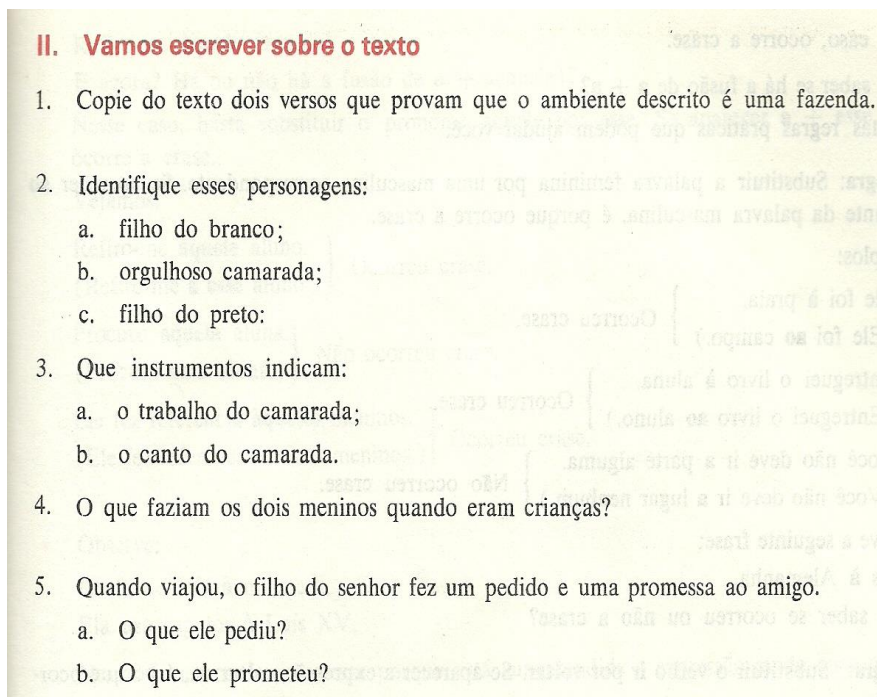 II. Vamos escrever sobre o texto
1. Copie do texto dois versos que provam que o ambiente descrito é uma fazenda.
2. Identifique esses personagens:
a. filho do branco;
b. orgulhoso camarada;
c. filho do preto:
3. Que instrumentos indicam:
a. o trabalho do camarada;
b. o canto do camarada.
4. O que faziam os dois meninos quando eram crianças?
5. Quando viajou, o filho do senhor fez um pedido e uma promessa ao amigo.
a. O que ele pediu?
b. O que ele prometeu?